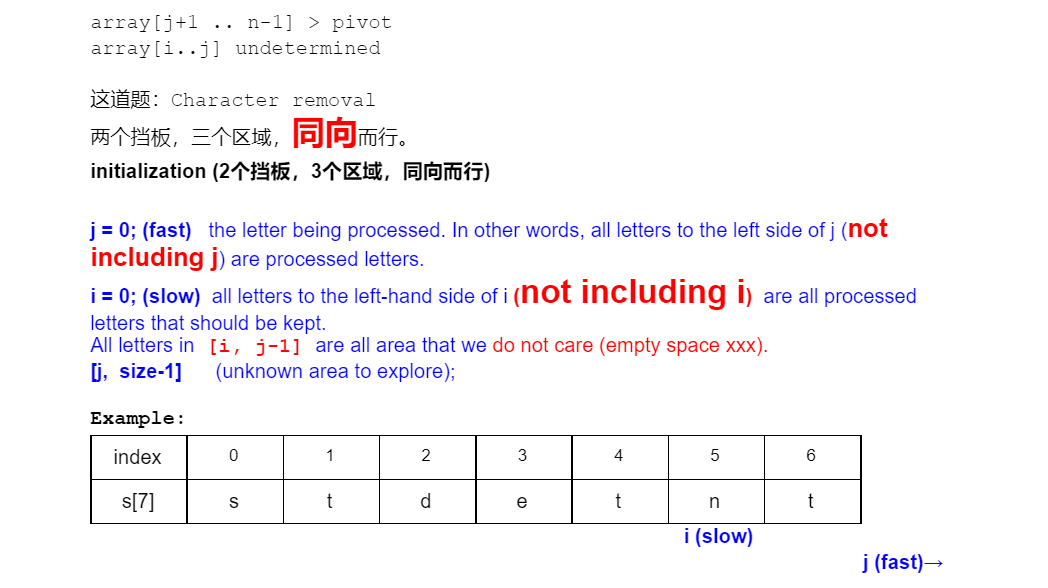 array[j+1 .. n-1] > pivot
array[i..j] undetermined
这道题：Character removal
两个挡板，三个区域，同向而行。
initialization (2个挡板，3个区域，同向而行)
j = 0; (fast) the letter being processed. In other words, all letters to the left side of j (not
including j) are processed letters.
i = 0; (slow) all letters to the left-hand side of i (not including i) are all processed
letters that should be kept.
All letters in [i, j-1] are all area that we do not care (empty space xxx).
[j, size-1] (unknown area to explore);
Example:
index 0 1 2 3 4 5 6
s[7] s t d e t n t
i (slow)
j (fast)→